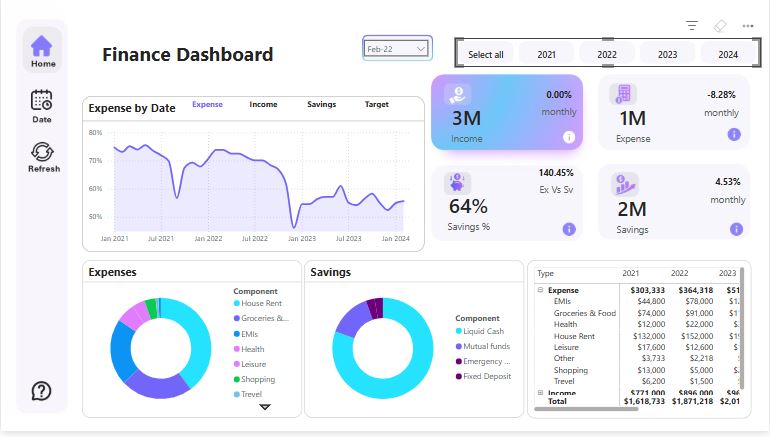 Home
Date
Refresh
Finance Dashboard
Feb-22
Select all 2021 2022 2023 2024
Expense by Date Expense Income Savings Target
80%
70%
60%
50%
Jan 2021 Jul 2021 Jan 2022 Jul 2022 Jan 2023 Jul 2023 Jan 2024
0.00%
3M monthly
Income
-8.28%
1M monthly
Expense
140.45%
Ex Vs Sv
64%
Savings %
4.53%
monthly
2M
Savings
Expenses
Component
House Rent
Groceries &...
EMIs
Health
Leisure
Shopping
Travel
Savings
Component
Liquid Cash
Mutual funds
Emergency ...
Fixed Deposit
Type 2021 2022 2023
Expense $303,333 $364,318 $51
EMIs $44,800 $78,000
Groceries & Food $74,000 $91,000
Health $12,000 $22,000
House Rent $132,000 $152,000
Leisure $17,600 $12,600
Other $3,733 $2,218
Shopping $13,000 $5,000
Trevel $6,200 $1,500
Income $771,000 $896,000
Total $1,618,733 $1,871,218 $2,01